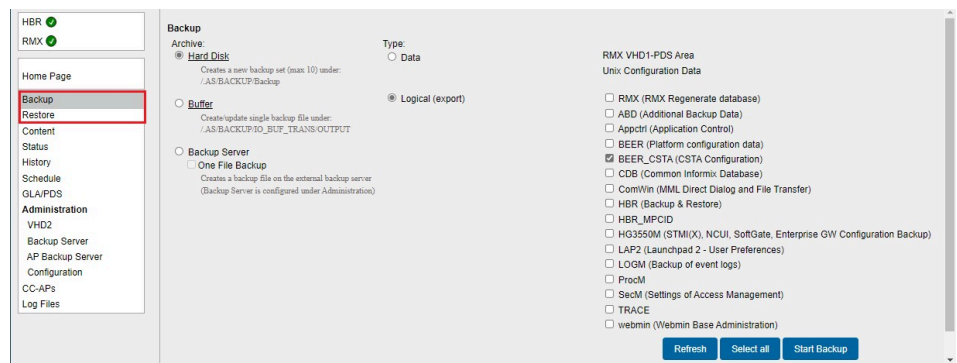 HBR
RMX
Home Page
Backup
Restore
Content
Status
History
Schedule
GLA/PDS
Administration
VHD2
Backup Server
AP Backup Server
Configuration
CC-APs
Log Files
Backup
Archive:
Hard Disk
Creates a new backup set (max 10) under:
/.AS/BACKUP/Backup
Buffer
Create/update single backup file under:
/.AS/BACKUP/IO_BUF_TRANS/OUTPUT
Backup Server
One File Backup
Creates a backup file on the external backup server
(Backup Server is configured under Administration)
Type:
Data
Logical (export)
RMX VHD1-PDS Area
Unix Configuration Data
RMX (RMX Regenerate database)
ABD (Additional Backup Data)
Appctrl (Application Control)
BEER (Platform configuration data)
BEER_CSTA (CSTA Configuration)
CDB (Common Informix Database)
ComWin (MML Direct Dialog and File Transfer)
HBR (Backup & Restore)
HBR_MPCID
HG3550M (STMI(X), NCUI, SoftGate, Enterprise GW Configuration Backup)
LAP2 (Launchpad 2 - User Preferences)
LOGM (Backup of event logs)
ProcM
SecM (Settings of Access Management)
TRACE
webmin (Webmin Base Administration)
Refresh
Select all
Start Backup